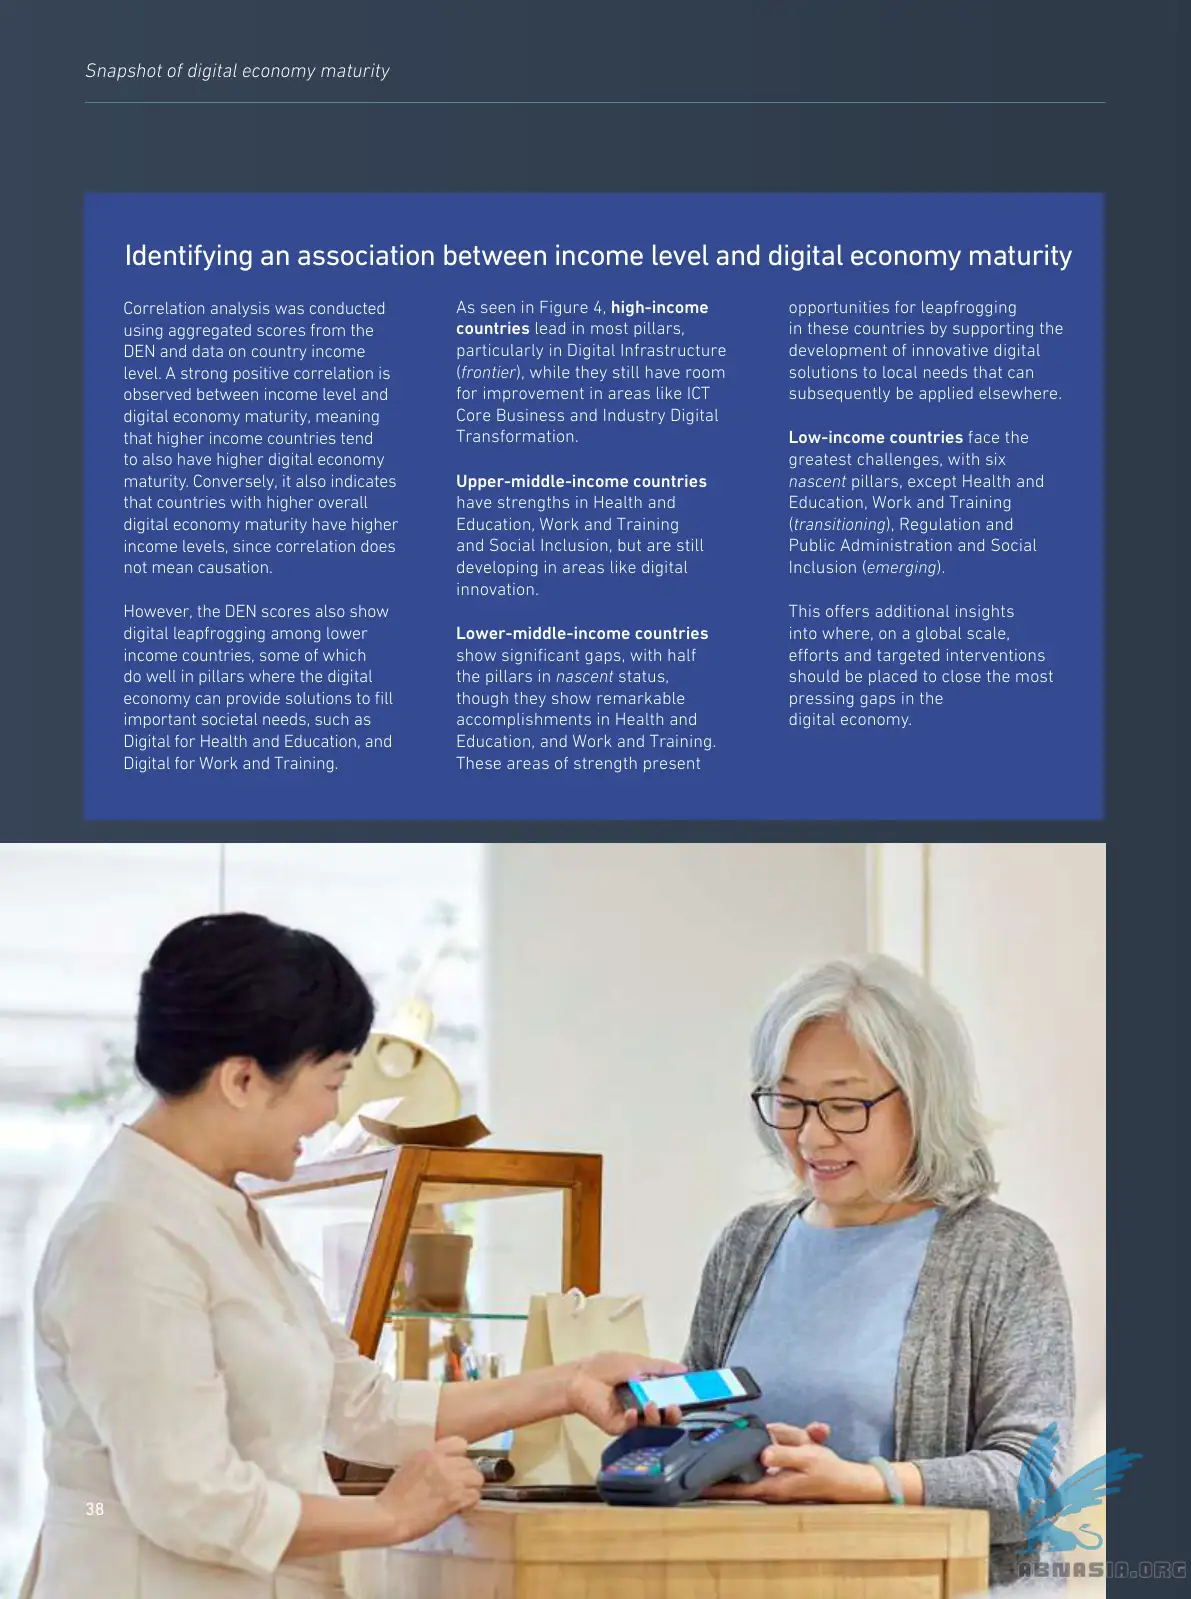 Snapshot of digital economy maturity
Identifying an association between income level and digital economy maturity
Correlation analysis was conducted
using aggregated scores from the
DEN and data on country income
level. A strong positive correlation is
observed between income level and
digital economy maturity, meaning
that higher income countries tend
to also have higher digital economy
maturity. Conversely, it also indicates
that countries with higher overall
digital economy maturity have higher
income levels, since correlation does
not mean causation.
However, the DEN scores also show
digital leapfrogging among lower
income countries, some of which
do well in pillars where the digital
economy can provide solutions to fill
important societal needs, such as
Digital for Health and Education, and
Digital for Work and Training.
As seen in Figure 4, high-income
countries lead in most pillars,
particularly in Digital Infrastructure
(frontier), while they still have room
for improvement in areas like ICT
Core Business and Industry Digital
Transformation.
Upper-middle-income countries
have strengths in Health and
Education, Work and Training
and Social Inclusion, but are still
developing in areas like digital
innovation.
Lower-middle-income countries
show significant gaps, with half
the pillars in nascent status,
though they show remarkable
accomplishments in Health and
Education, and Work and Training.
These areas of strength present
opportunities for leapfrogging
in these countries by supporting the
development of innovative digital
solutions to local needs that can
subsequently be applied elsewhere.
Low-income countries face the
greatest challenges, with six
nascent pillars, except Health and
Education, Work and Training
(transitioning), Regulation and
Public Administration and Social
Inclusion (emerging).
This offers additional insights
into where, on a global scale,
efforts and targeted interventions
should be placed to close the most
pressing gaps in the
digital economy.
38
ABNASIA.ORG